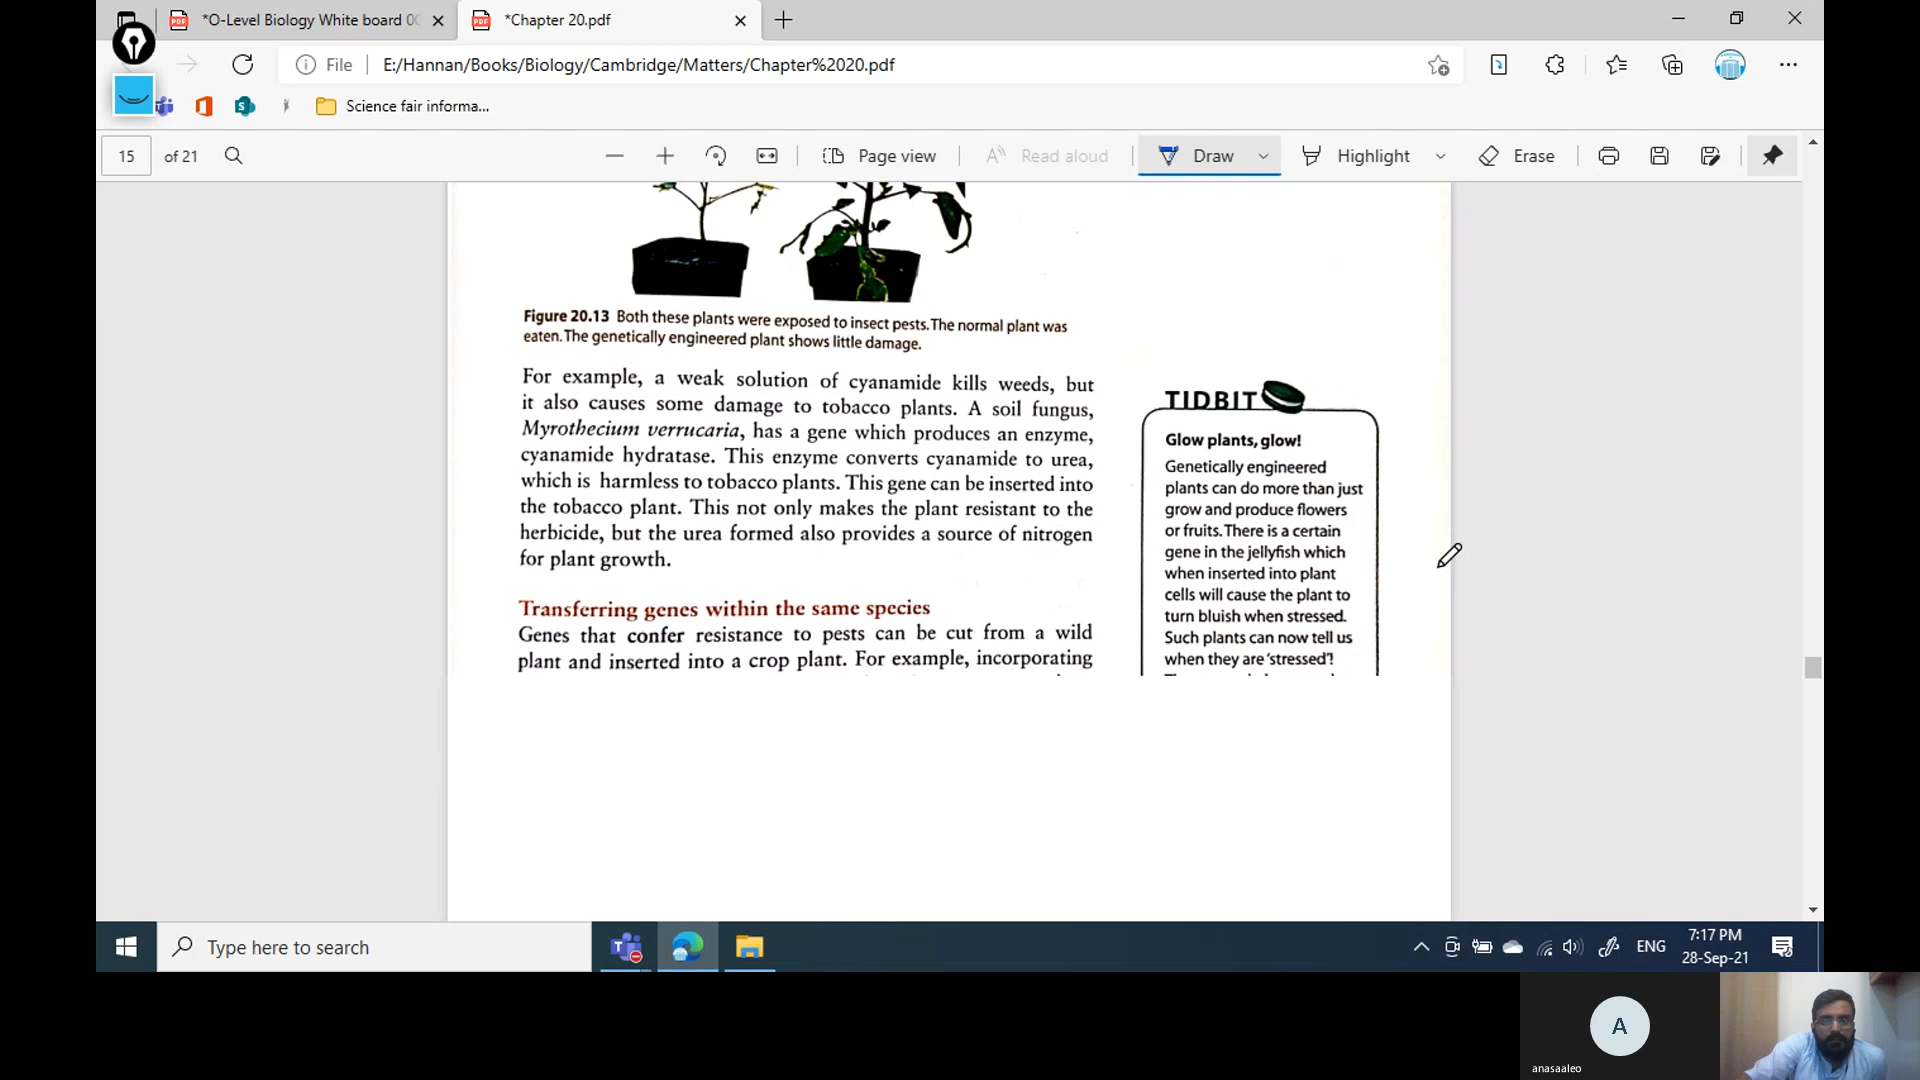 *O-Level Biology White board 00
*Chapter 20.pdf
File
E:/Hannan/Books/Biology/Cambridge/Matters/Chapter%2020.pdf
Science fair informa...
15 of 21
Page view
Read aloud
Draw
Highlight
Erase
Figure 20.13 Both these plants were exposed to insect pests. The normal plant was
eaten. The genetically engineered plant shows little damage.
For example, a weak solution of cyanamide kills weeds, but
it also causes some damage to tobacco plants. A soil fungus,
Myrothecium verrucaria, has a gene which produces an enzyme,
cyanamide hydratase. This enzyme converts cyanamide to urea,
which is harmless to tobacco plants. This gene can be inserted into
the tobacco plant. This not only makes the plant resistant to the
herbicide, but the urea formed also provides a source of nitrogen
for plant growth.
Transferring genes within the same species
Genes that confer resistance to pests can be cut from a wild
plant and inserted into a crop plant. For example, incorporating
TIDBIT
Glow plants, glow!
Genetically engineered
plants can do more than just
grow and produce flowers
or fruits. There is a certain
gene in the jellyfish which
when inserted into plant
cells will cause the plant to
turn bluish when stressed.
Such plants can now tell us
when they are 'stressed'!
Type here to search
ENG
7:17 PM
28-Sep-21
A
anasaaleo